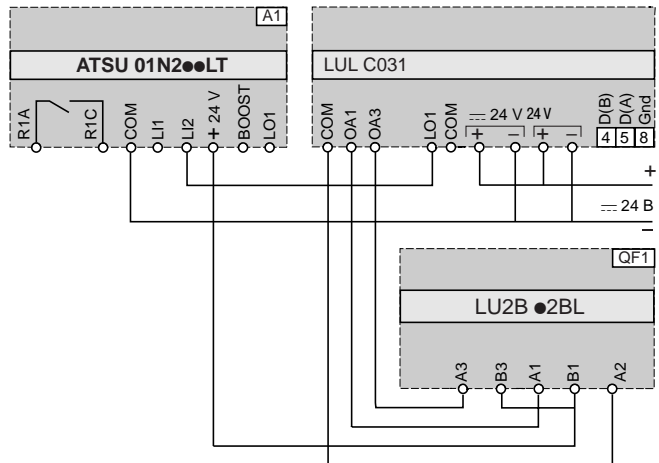 A1
ATSU 01N2●●LT
R1A
R1C
COM
LI1
LI2
+ 24 V
BOOST
LO1
LUL C031
COM
OA1
OA3
LO1
COM
24 V
24 V
+
–
+
–
D(B)
D(A)
Gnd
4
5
8
+
24 В
–
QF1
LU2B ●2BL
A3
B3
A1
B1
A2